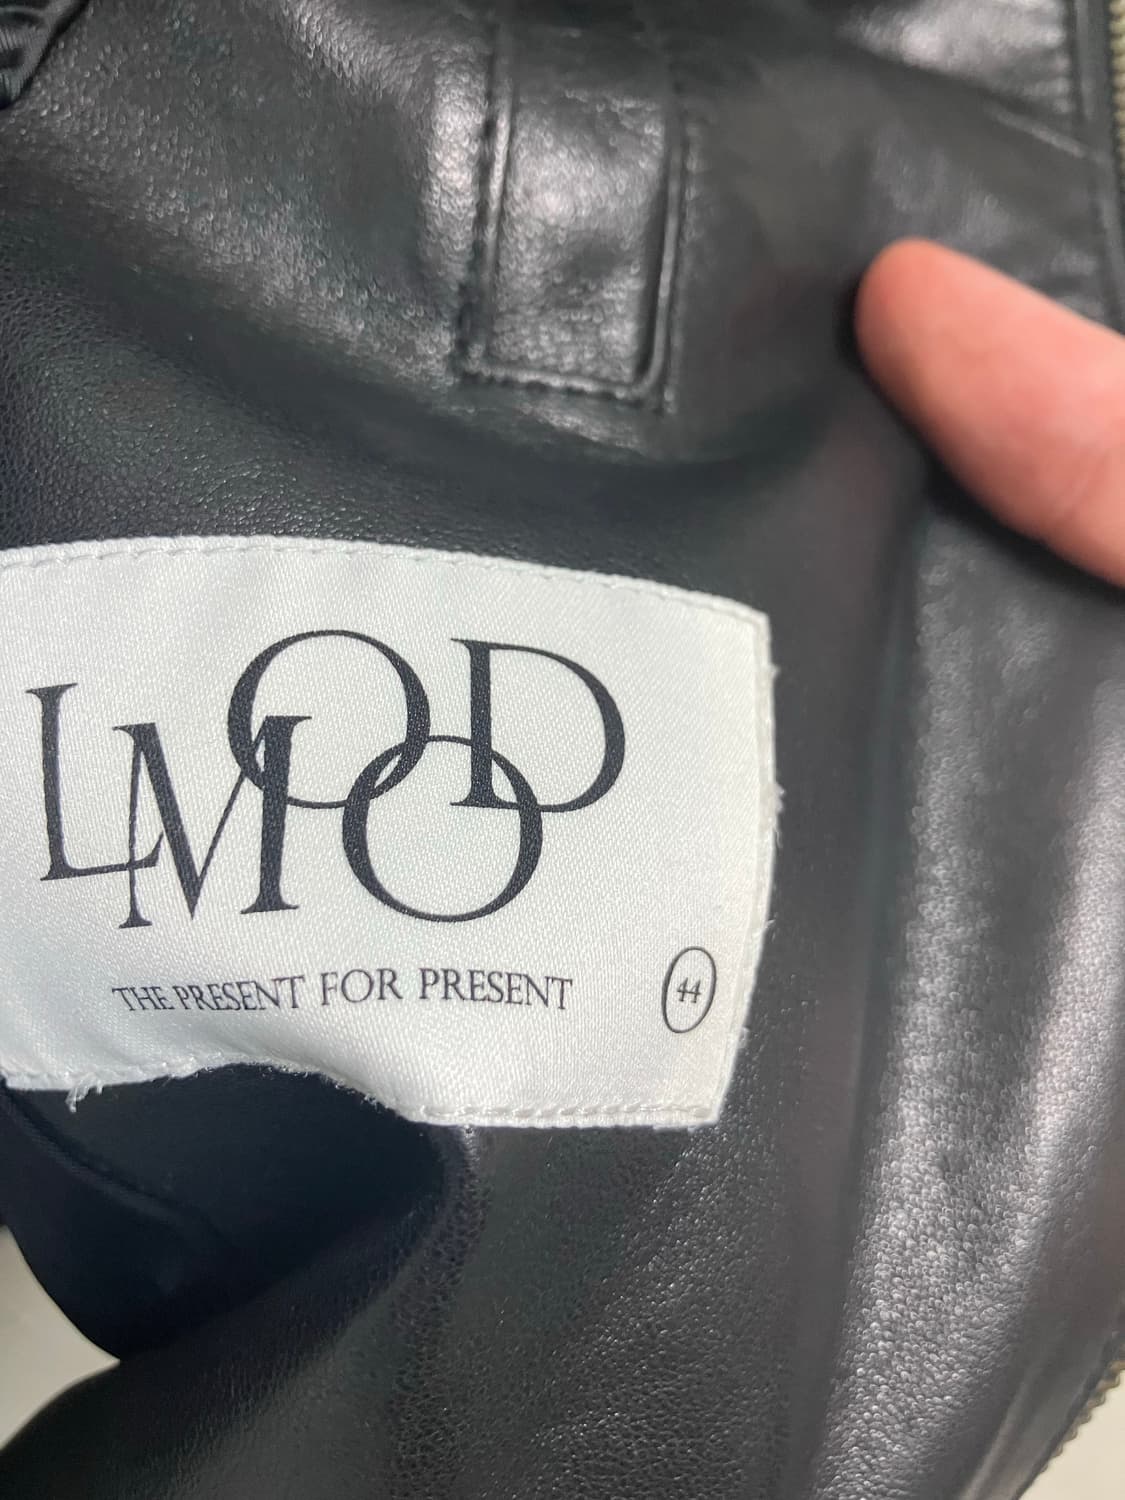 LMOOD
THE PRESENT FOR PRESENT
44